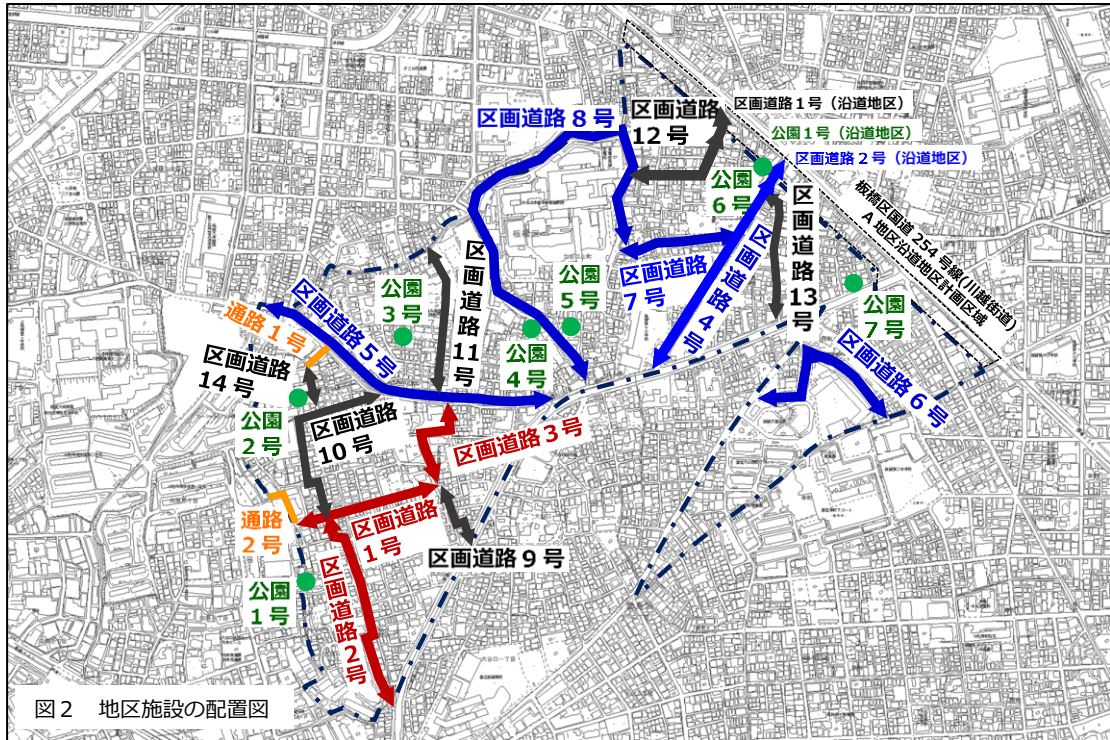 区画道路8号
区画道路
12号
区画道路1号（沿道地区）
公園1号（沿道地区）
区画道路2号（沿道地区）
板橋区国道254号線(川越街道)
A地区沿道地区計画区域
公園
6号
区画道路13号
区画道路
7号
区画道路4号
公園
7号
区画道路6号
公園
5号
公園
4号
区画道路11号
公園
3号
区画道路5号
通路1号
区画道路
14号
公園
2号
区画道路
10号
区画道路3号
通路
2号
区画道路
1号
区画道路9号
公園
1号
区画道路2号
板橋区
図2　地区施設の配置図